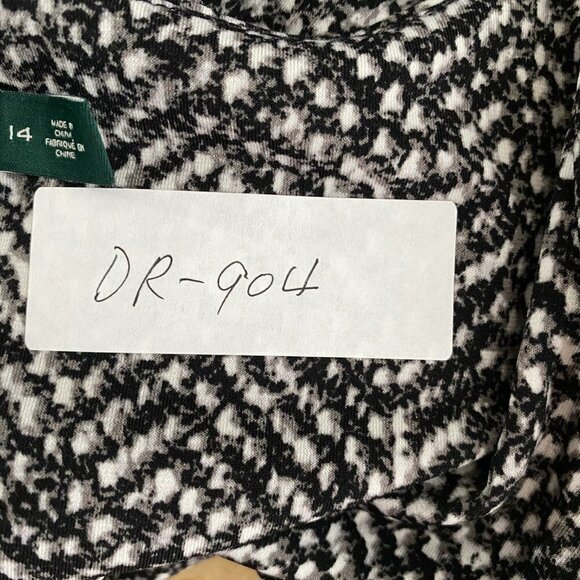 14
MADE IN
CHINA
FABRIQUÉ EN
CHINE
DR-904